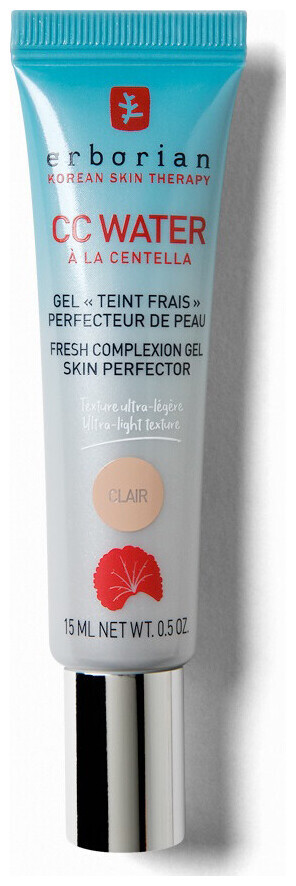 erborian
KOREAN SKIN THERAPY
CC WATER
À LA CENTELLA
GEL « TEINT FRAIS »
PERFECTEUR DE PEAU
FRESH COMPLEXION GEL
SKIN PERFECTOR
Texture ultra-légère
Ultra-light texture
CLAIR
15 ML NET WT. 0.5 OZ.